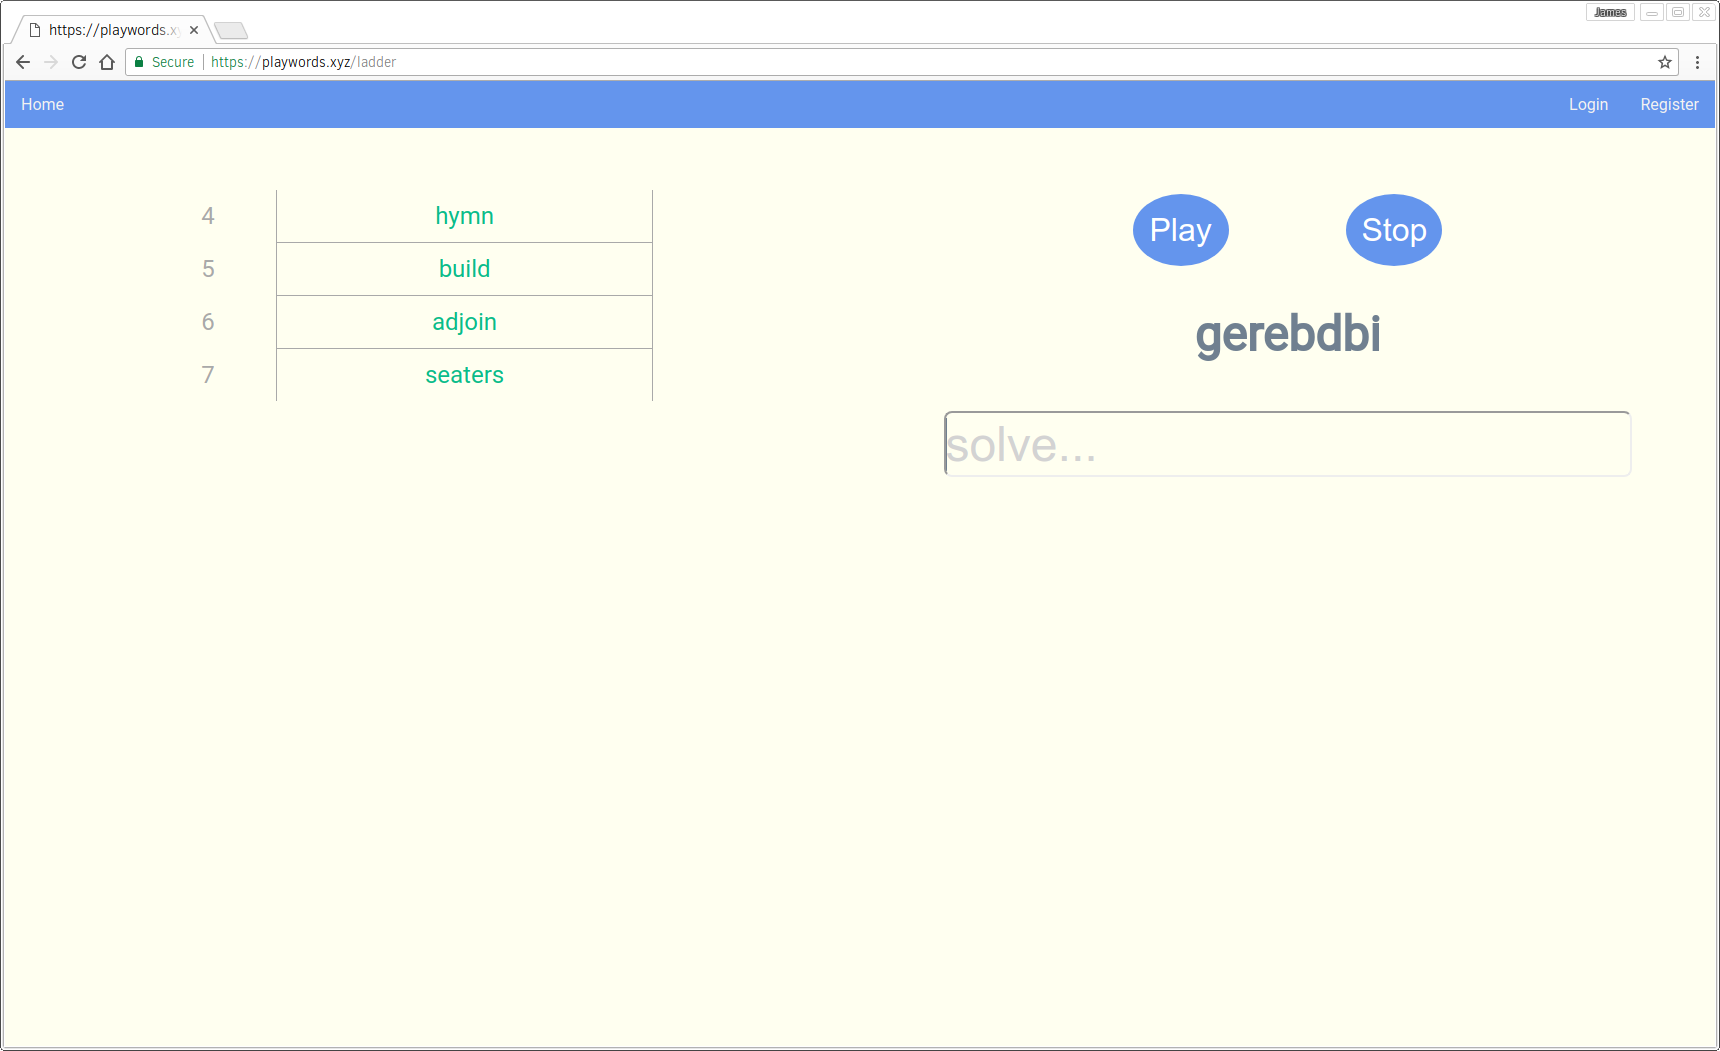 James
https://playwords.xy
Secure https://playwords.xyz/ladder
Home Login Register
4 hymn
5 build
6 adjoin
7 seaters
Play Stop
gerebdbi
solve...